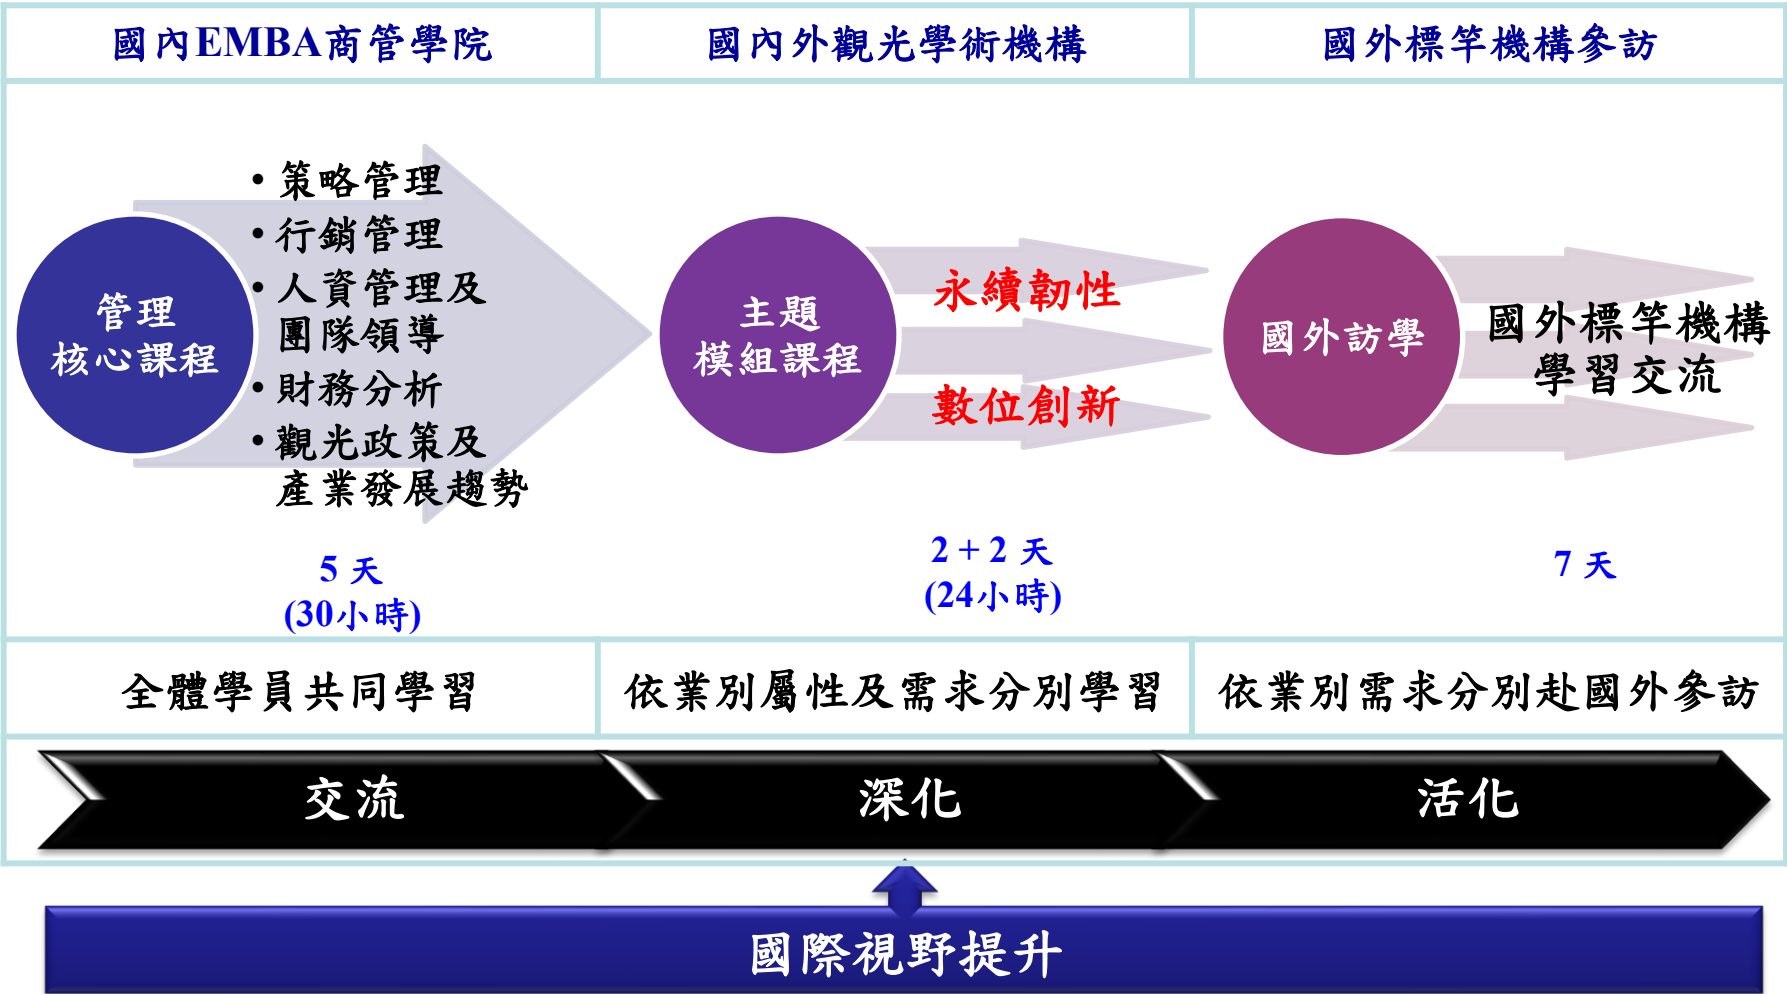 國內EMBA商管學院
國內外觀光學術機構
國外標竿機構參訪
管理
核心課程
•策略管理
•行銷管理
•人資管理及
團隊領導
•財務分析
•觀光政策及
產業發展趨勢
5 天
(30小時)
主題
模組課程
永續韌性
數位創新
2 + 2 天
(24小時)
國外訪學
國外標竿機構
學習交流
7 天
全體學員共同學習
依業別屬性及需求分別學習
依業別需求分別赴國外參訪
交流
深化
活化
國際視野提升